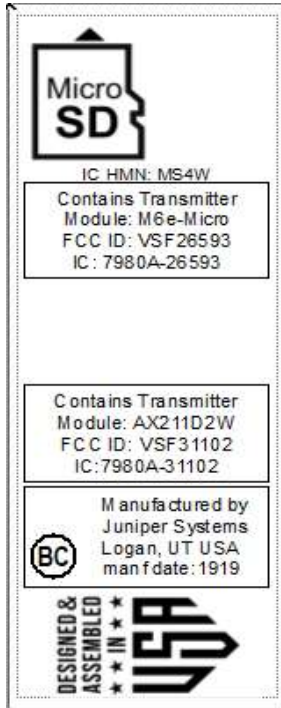 Micro
SD
IC HMN: MS4W
Contains Transmitter
Module: M6e-Micro
FCC ID: VSF26593
IC: 7980A-26593
Contains Transmitter
Module: AX211D2W
FCC ID: VSF31102
IC:7980A-31102
BC
Manufactured by
Juniper Systems
Logan, UT USA
manf date: 1919
DESIGNED &
ASSEMBLED
★ ★ IN ★ ★
USA